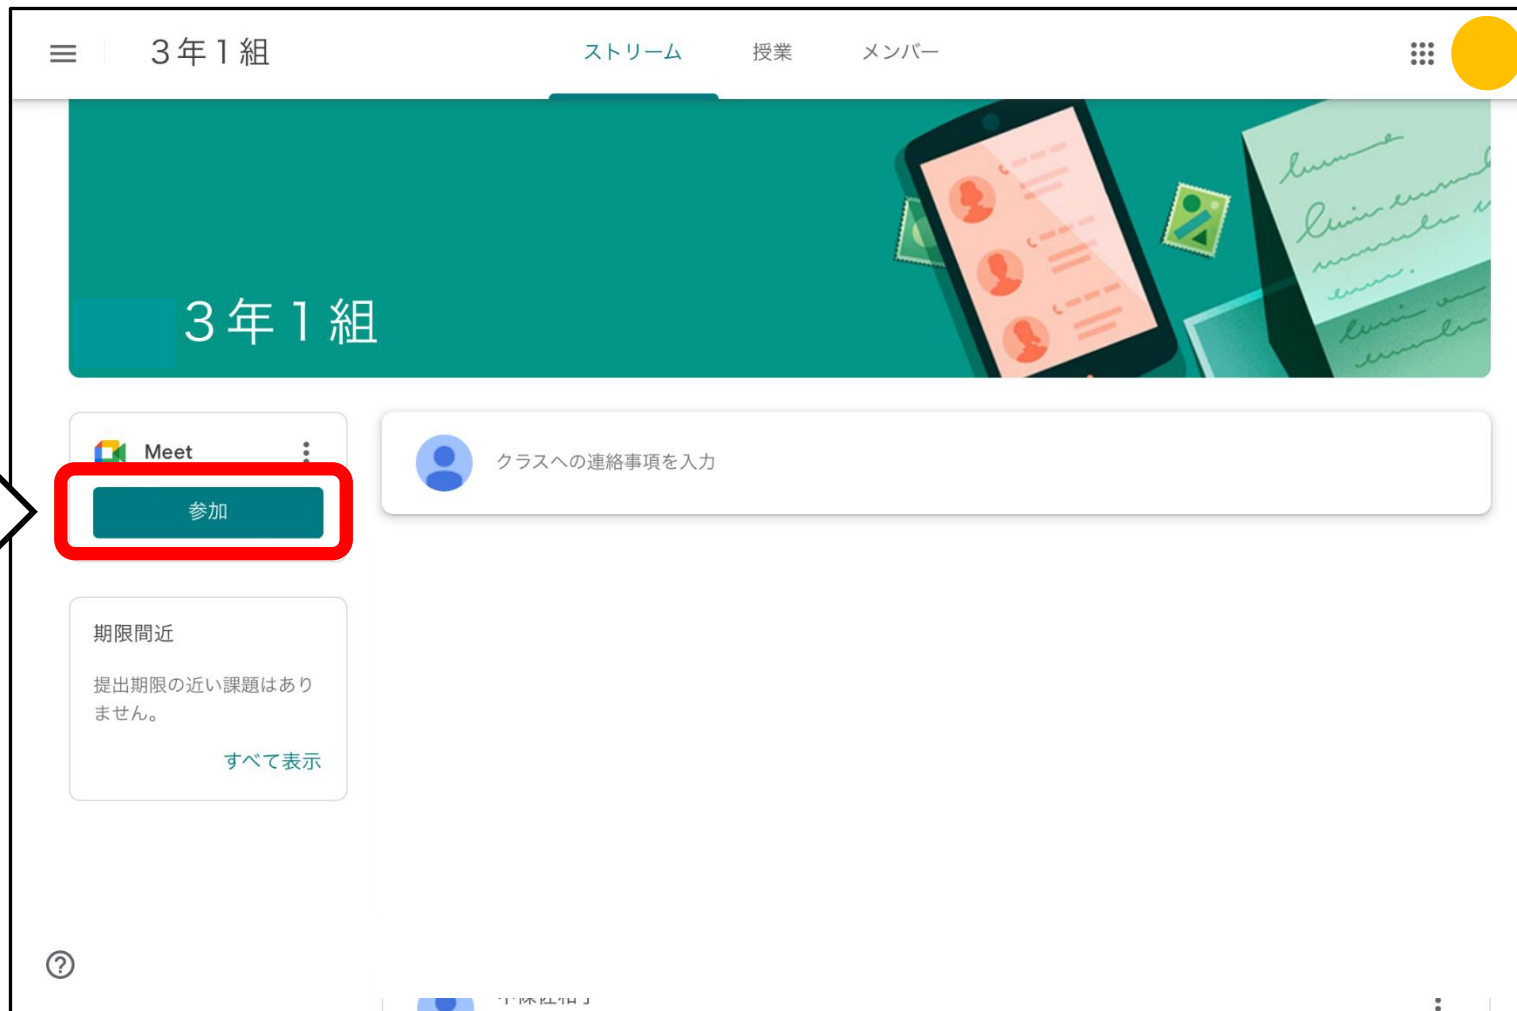 ３年１組
ストリーム
授業
メンバー
３年１組
Meet
参加
クラスへの連絡事項を入力
期限間近
提出期限の近い課題はあり
ません。
すべて表示